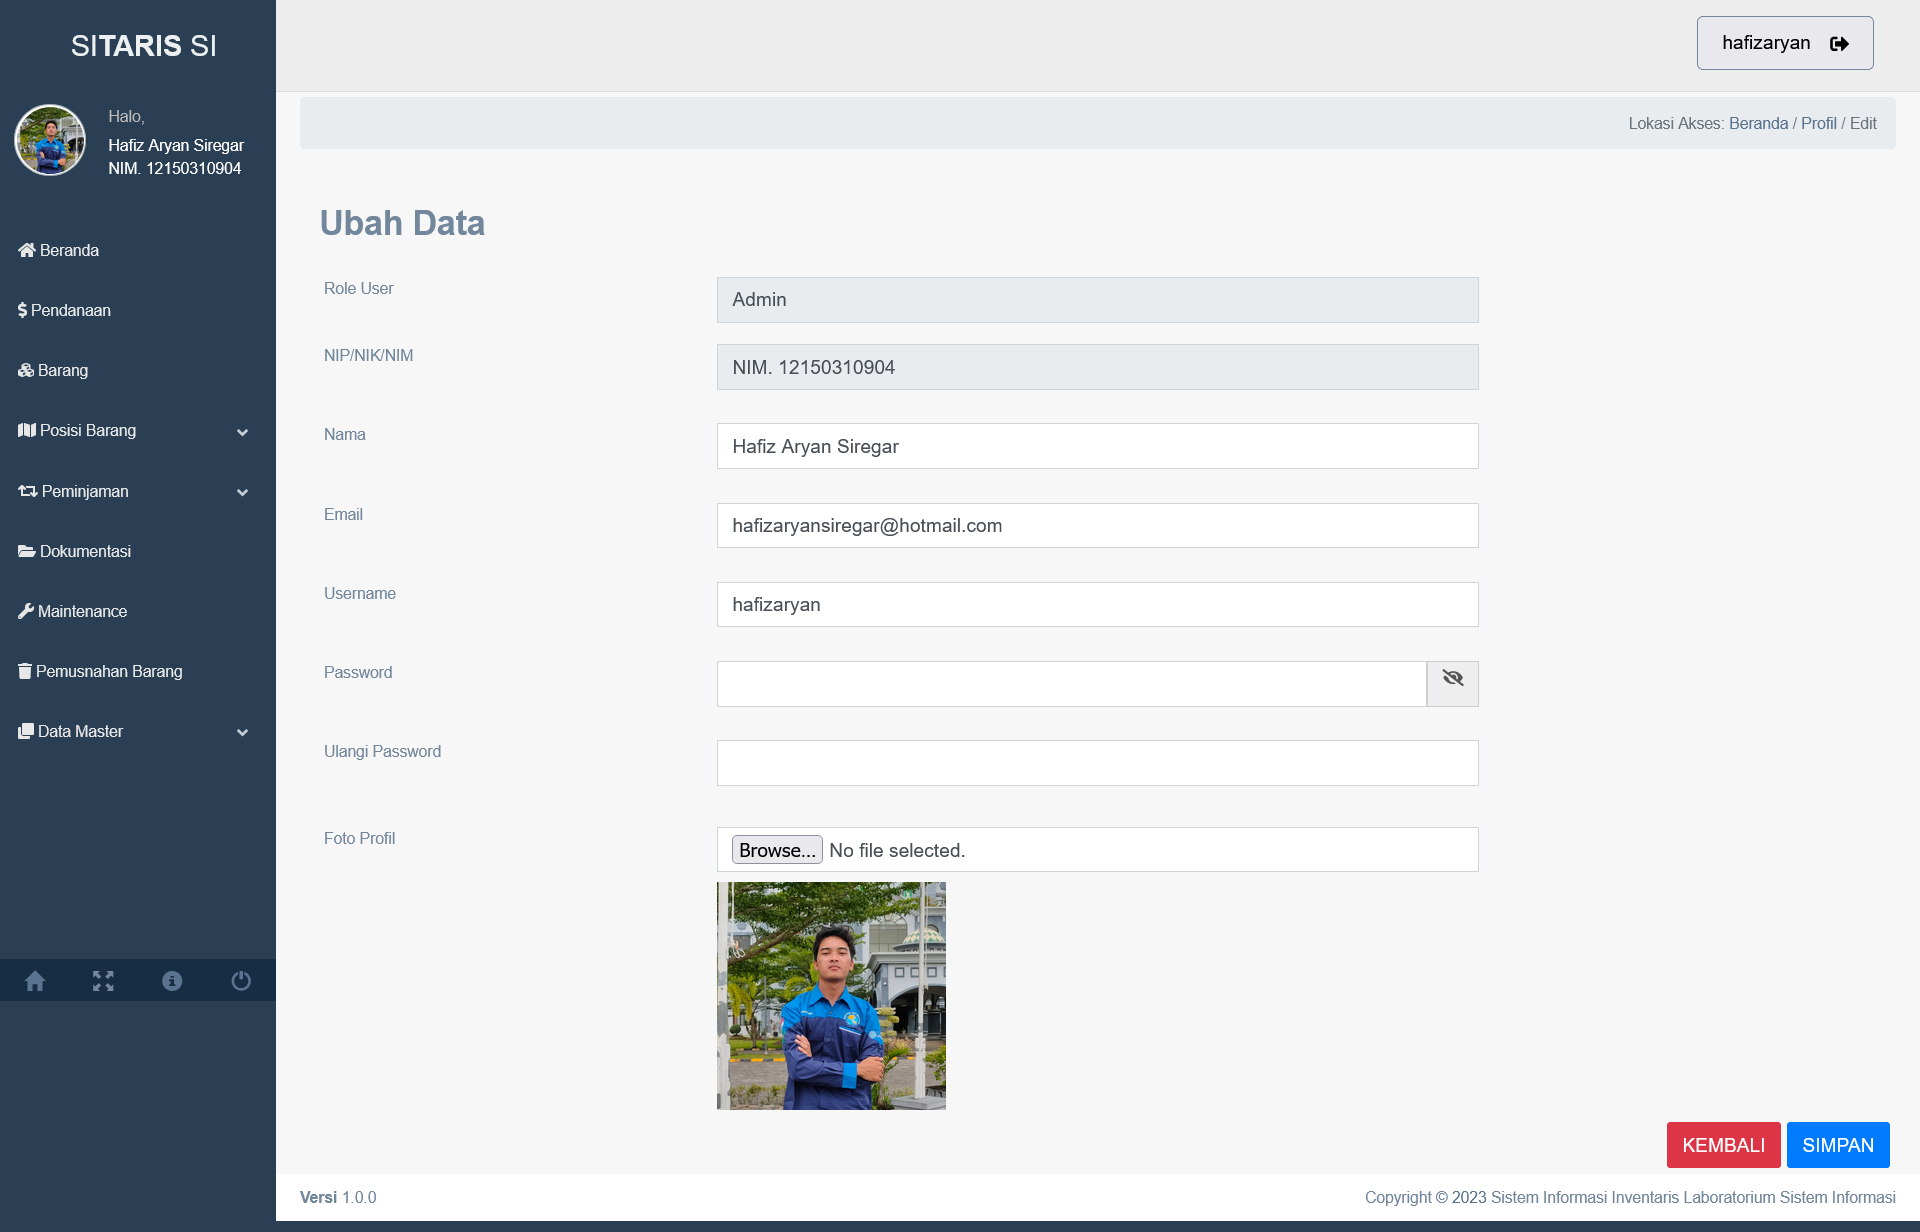 SITARIS SI
hafizaryan
Halo,
Hafiz Aryan Siregar
NIM. 12150310904
Lokasi Akses: Beranda / Profil / Edit
Beranda
Pendanaan
Barang
Posisi Barang
Peminjaman
Dokumentasi
Maintenance
Pemusnahan Barang
Data Master
Ubah Data
Role User
Admin
NIP/NIK/NIM
NIM. 12150310904
Nama
Hafiz Aryan Siregar
Email
hafizaryansiregar@hotmail.com
Username
hafizaryan
Password
Ulangi Password
Foto Profil
Browse... No file selected.
KEMBALI SIMPAN
Versi 1.0.0
Copyright © 2023 Sistem Informasi Inventaris Laboratorium Sistem Informasi